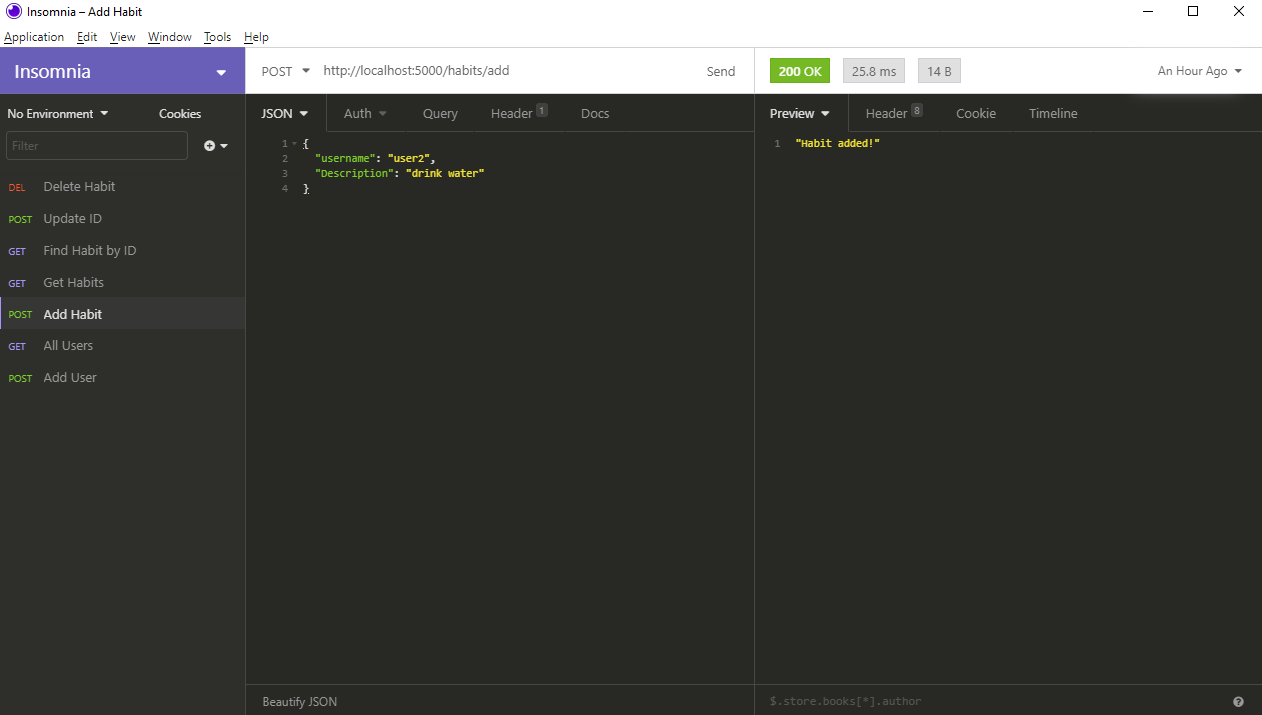 Insomnia – Add Habit
Application Edit View Window Tools Help
Insomnia
POST http://localhost:5000/habits/add Send
200 OK 25.8 ms 14 B An Hour Ago
No Environment Cookies
JSON Auth Query Header 1 Docs
Preview Header 8 Cookie Timeline
Filter
DEL Delete Habit
POST Update ID
GET Find Habit by ID
GET Get Habits
POST Add Habit
GET All Users
POST Add User
1 {
2 "username": "user2",
3 "Description": "drink water"
4 }
1 "Habit added!"
Beautify JSON
$.store.books[*].author